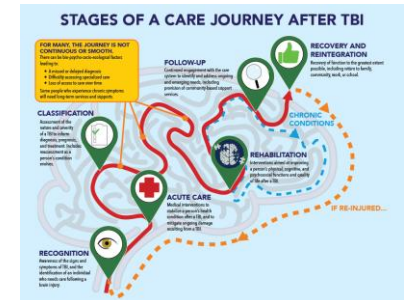 STAGES OF A CARE JOURNEY AFTER TBI
FOR MANY, THE JOURNEY IS NOT
CONTINUOUS OR SMOOTH.
There can be key psycho-sociological factors
leading to:
A missed or delayed diagnosis
Difficulty accessing specialized care
Loss of access to care over time
Some people who experience chronic symptoms
will need long-term services and supports.
FOLLOW-UP
Continued engagement with the care
system to identify and address ongoing
and emerging needs, including
provision of community-based support
services.
RECOVERY AND
REINTEGRATION
Recovery of function to the greatest extent
possible, including return to family,
community, work, or school.
CLASSIFICATION
Assessment of the
nature and severity
of a TBI to inform
diagnosis, prognosis,
and treatment. Includes
reassessment as a
person's condition
evolves.
CHRONIC
CONDITIONS
REHABILITATION
Interventions aimed at improving
a person's physical, cognitive, and
psychosocial functions and quality
of life after a TBI.
ACUTE CARE
Medical interventions to
stabilize a person's health
condition after a TBI, and to
mitigate ongoing damage
resulting from a TBI.
IF RE-INJURED...
RECOGNITION
Awareness of the signs and
symptoms of TBI, and the
identification of an individual
who needs care following a
brain injury.